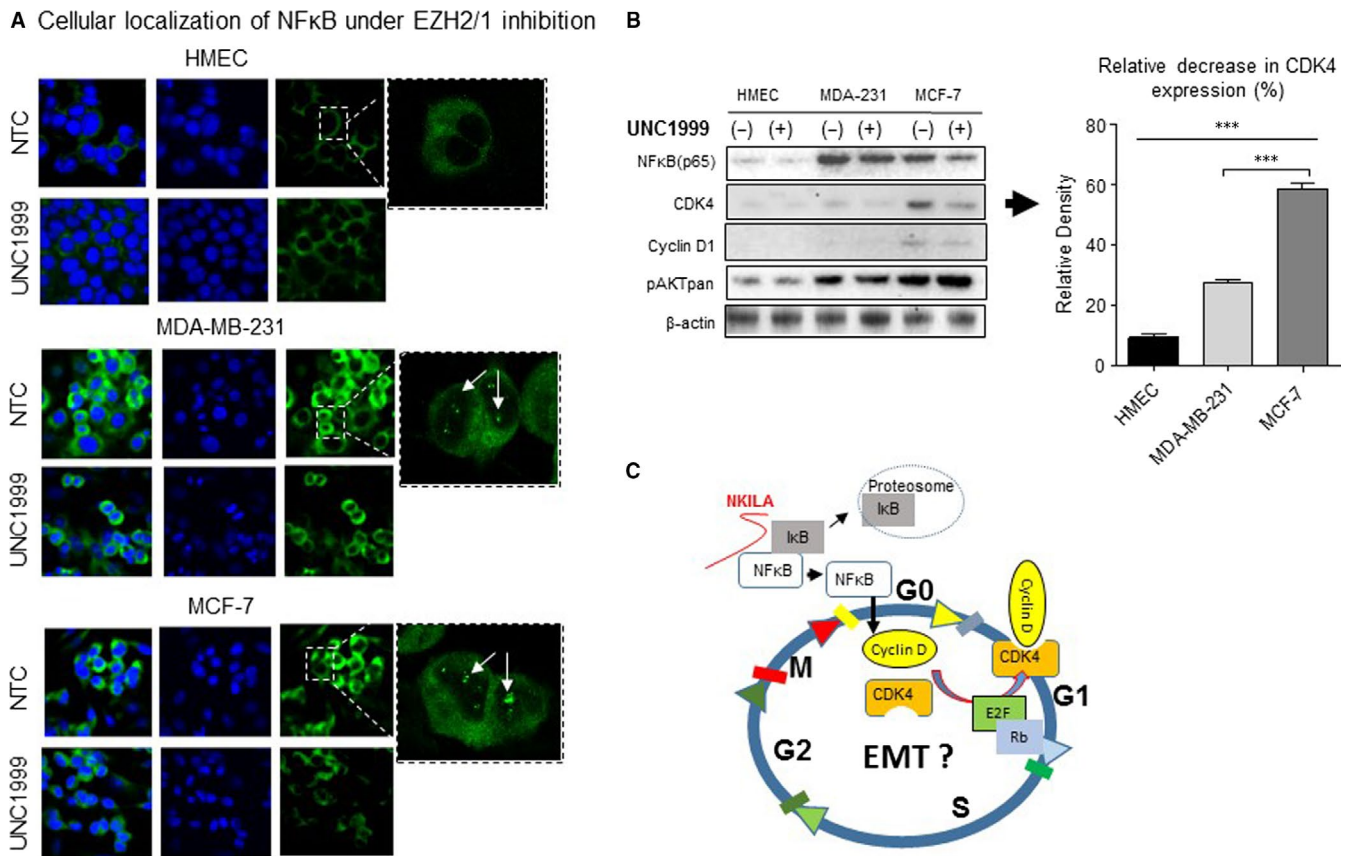 A Cellular localization of NFκB under EZH2/1 inhibition
HMEC
NTC
UNC1999
MDA-MB-231
NTC
UNC1999
MCF-7
NTC
UNC1999
B
HMEC MDA-231 MCF-7
UNC1999 (–) (+) (–) (+) (–) (+)
NFκB(p65)
CDK4
Cyclin D1
pAKTpan
β-actin
Relative decrease in CDK4
expression (%)
80
60
40
20
0
Relative Density
***
***
HMEC
MDA-MB-231
MCF-7
C
NKILA
Proteosome
IκB
IκB
NFκB
NFκB
G0
Cyclin D
Cyclin D
CDK4
CDK4
M
G1
E2F
Rb
G2
EMT ?
S